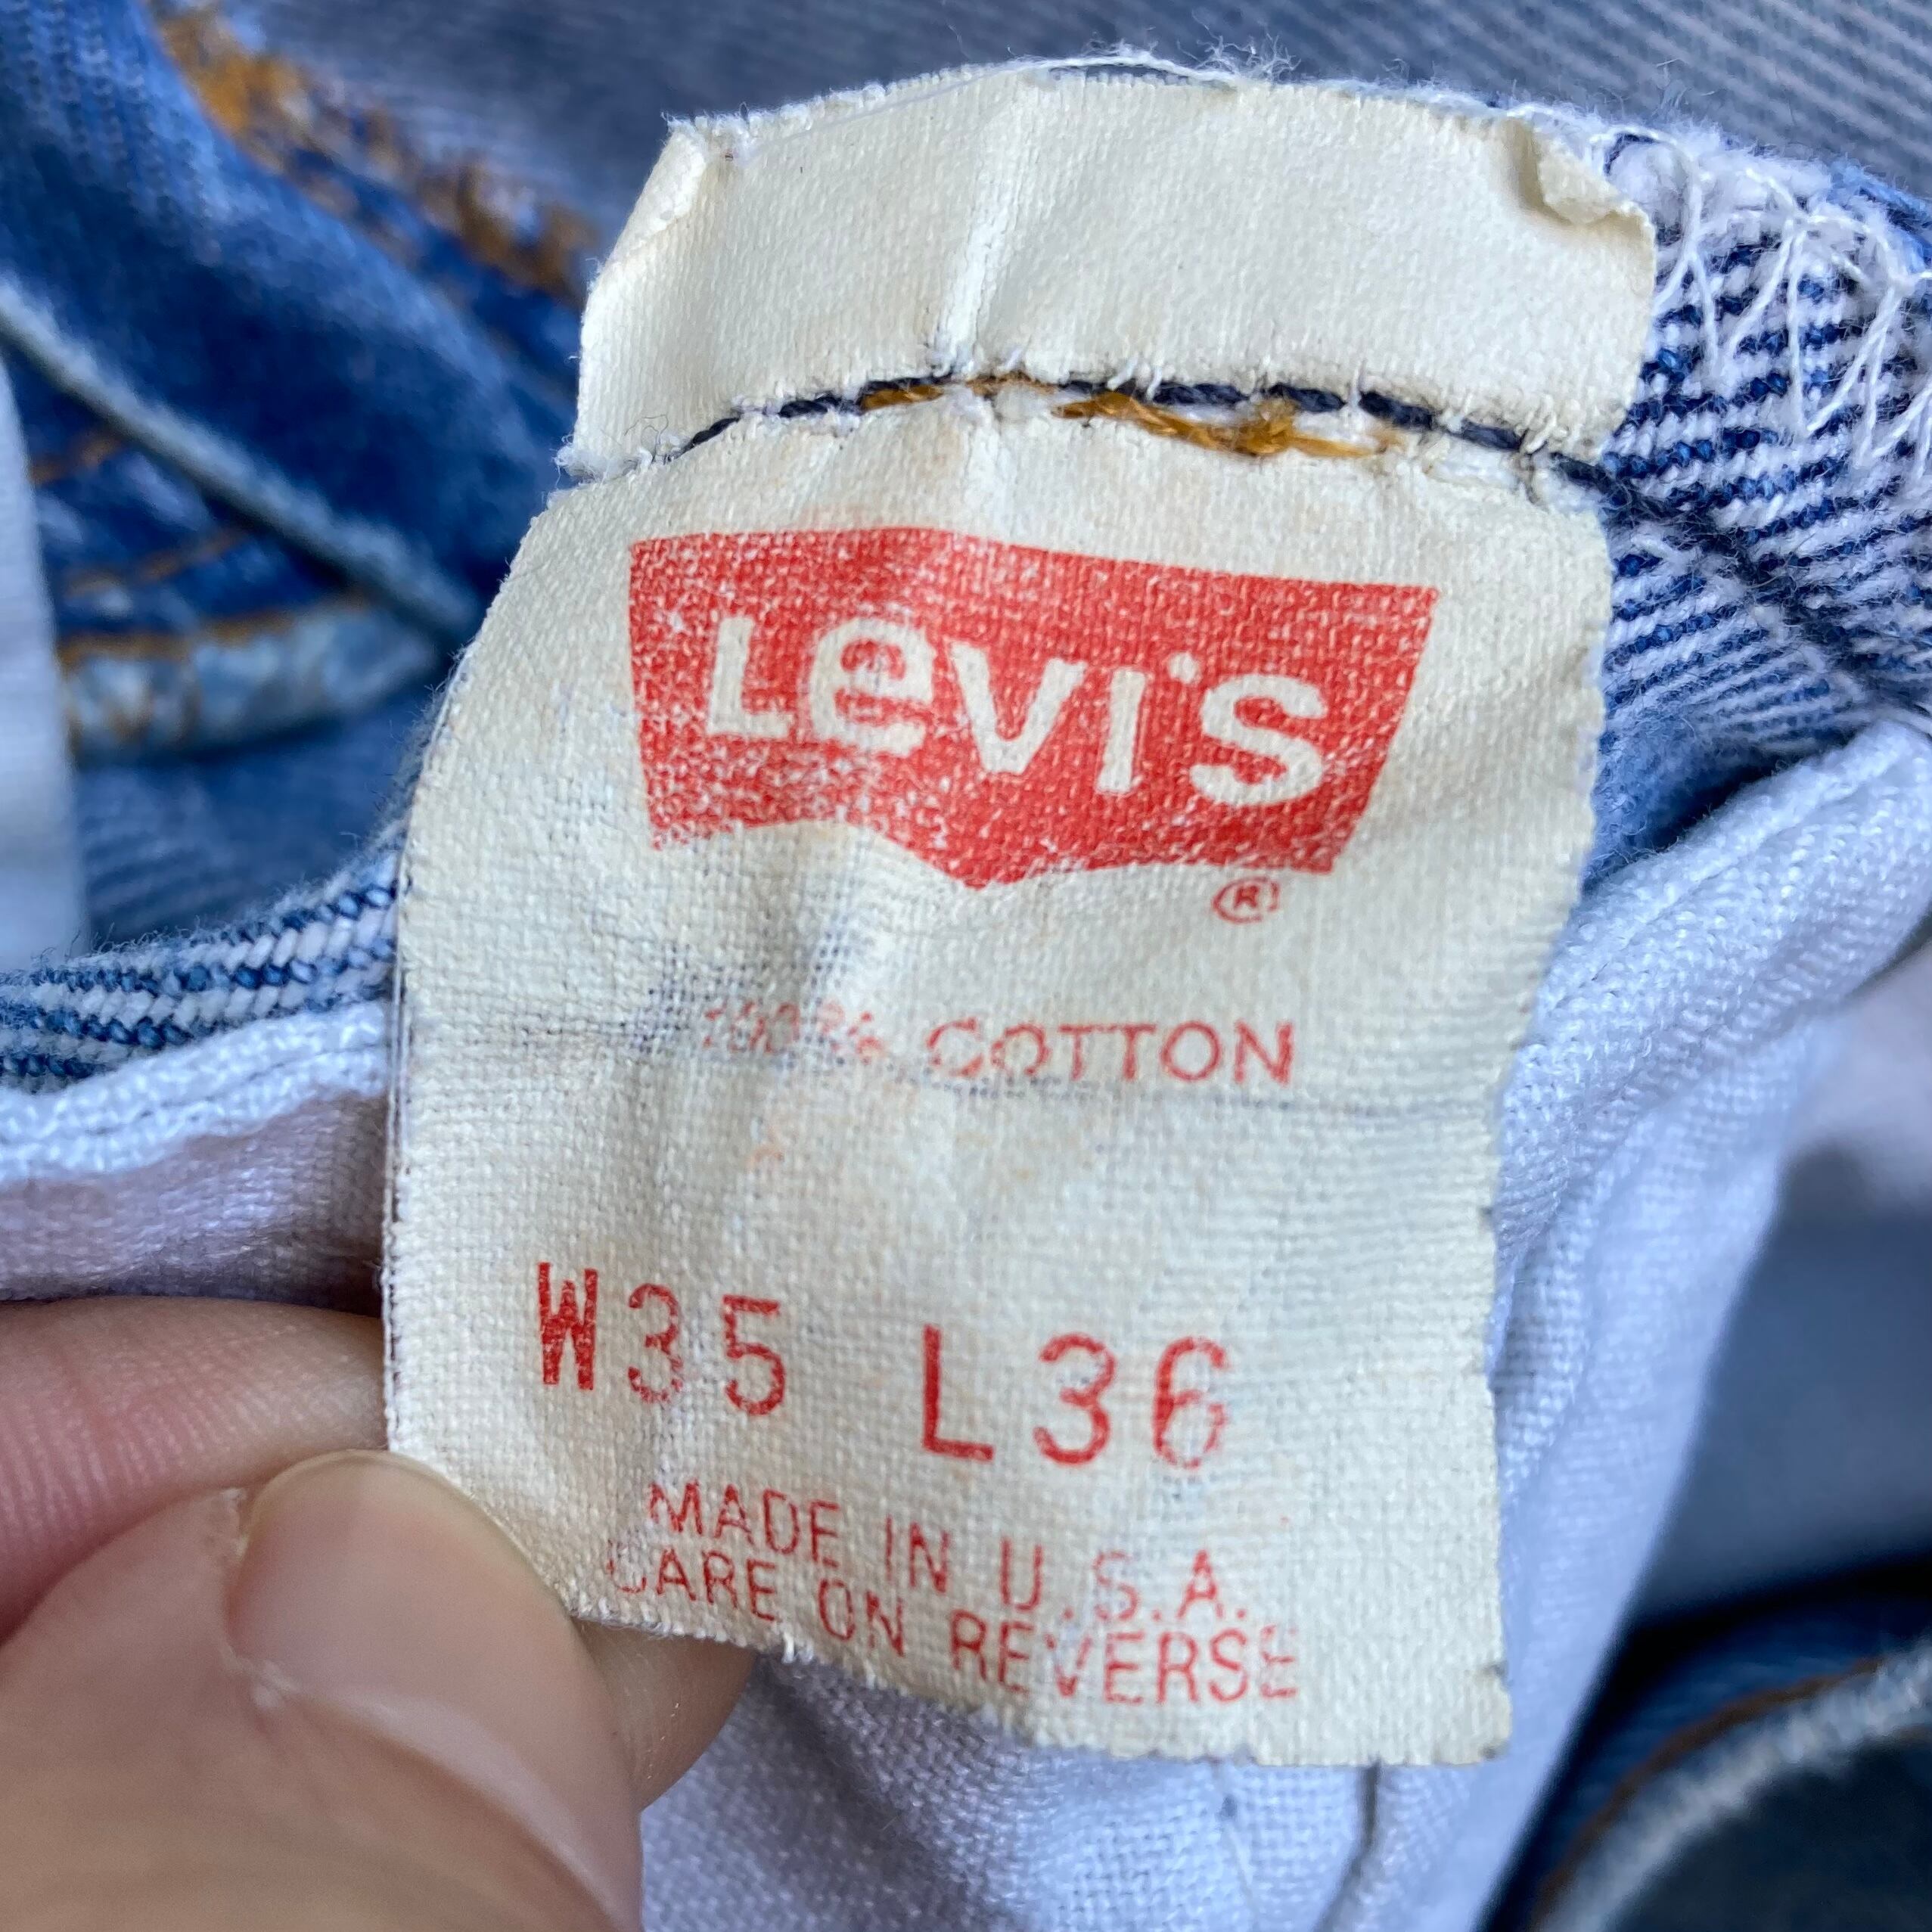 LeVI'S
®
100% COTTON
W35 L36
MADE IN U.S.A.
CARE ON REVERSE